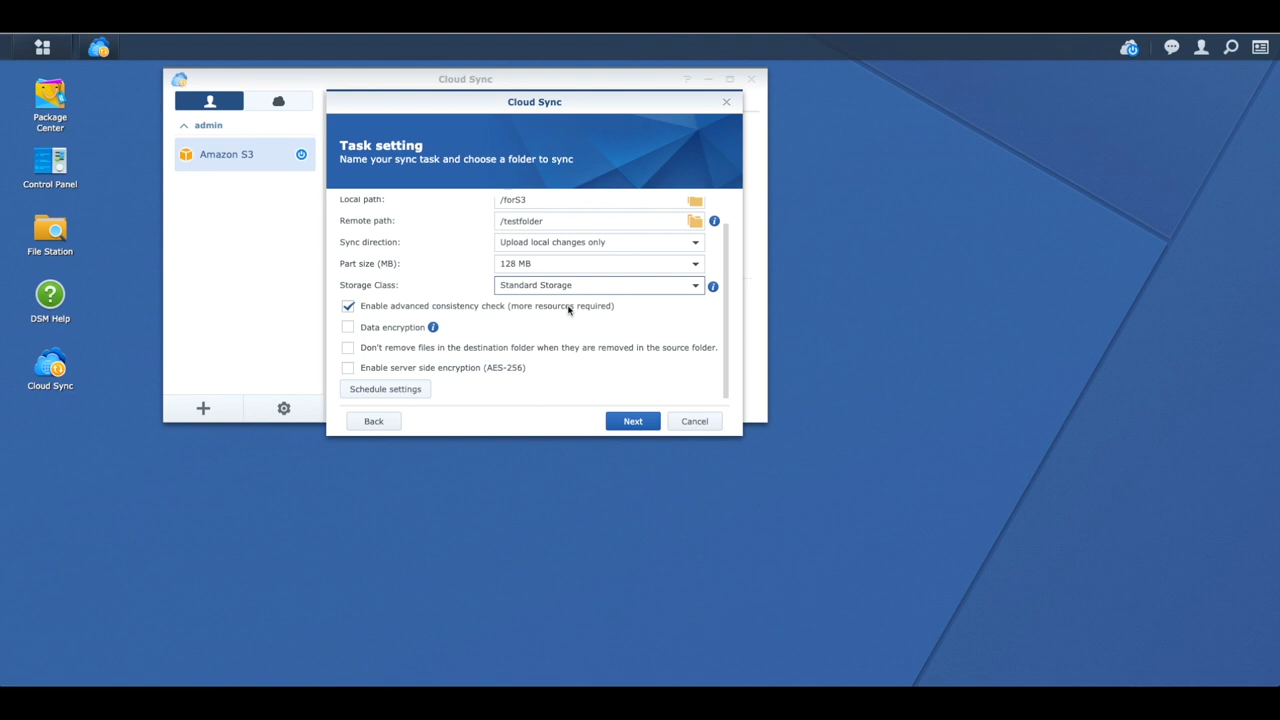 Cloud Sync
?
Package
Center
Control Panel
File Station
DSM Help
Cloud Sync
admin
Amazon S3
Cloud Sync
Task setting
Name your sync task and choose a folder to sync
Local path: /forS3
Remote path: /testfolder
Sync direction: Upload local changes only
Part size (MB): 128 MB
Storage Class: Standard Storage
Enable advanced consistency check (more resources required)
Data encryption
Don't remove files in the destination folder when they are removed in the source folder.
Enable server side encryption (AES-256)
Schedule settings
Back Next Cancel